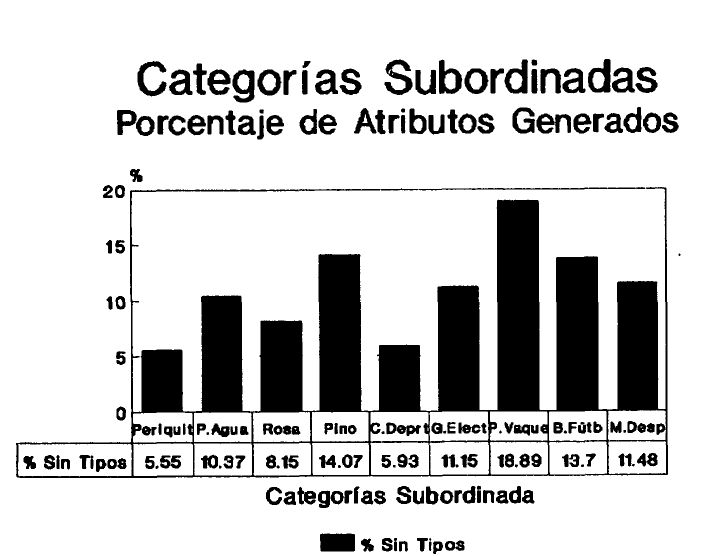 Categorías Subordinadas
Porcentaje de Atributos Generados
%
20
15
10
5
0
Periquit P.Agua Rosa Pino C.Deprt G.Elect P.Vaque B.Fútb M.Desp
% Sin Tipos 5.55 10.37 8.15 14.07 5.93 11.15 18.89 13.7 11.48
Categorías Subordinada
% Sin Tipos